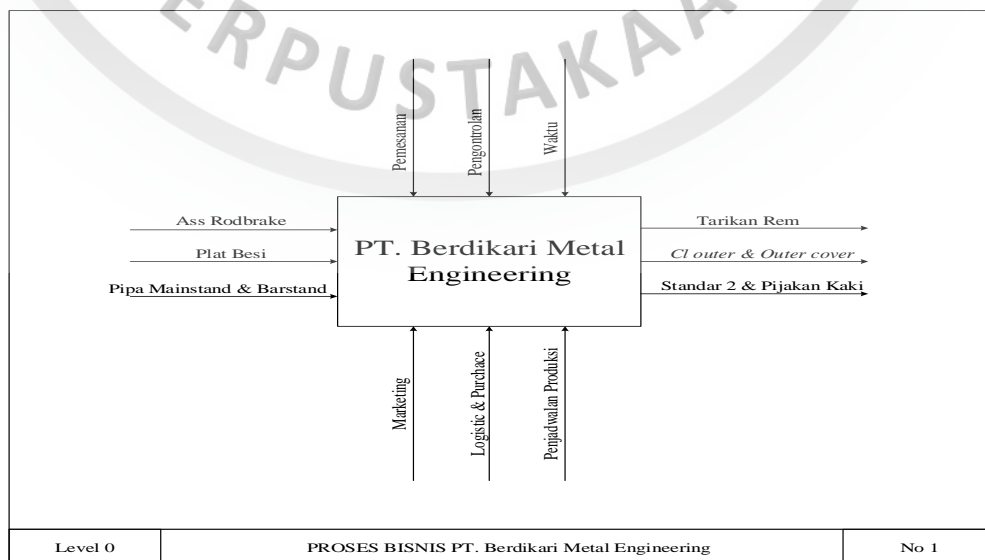 ERPUSTAKAA
Pemesanan
Pengontrolan
Waktu
Ass Rodbrake
Plat Besi
Pipa Mainstand & Barstand
PT. Berdikari Metal
Engineering
Tarikan Rem
Cl outer & Outer cover
Standar 2 & Pijakan Kaki
Marketing
Logistic & Purchace
Penjadwalan Produksi
Level 0
PROSES BISNIS PT. Berdikari Metal Engineering
No 1